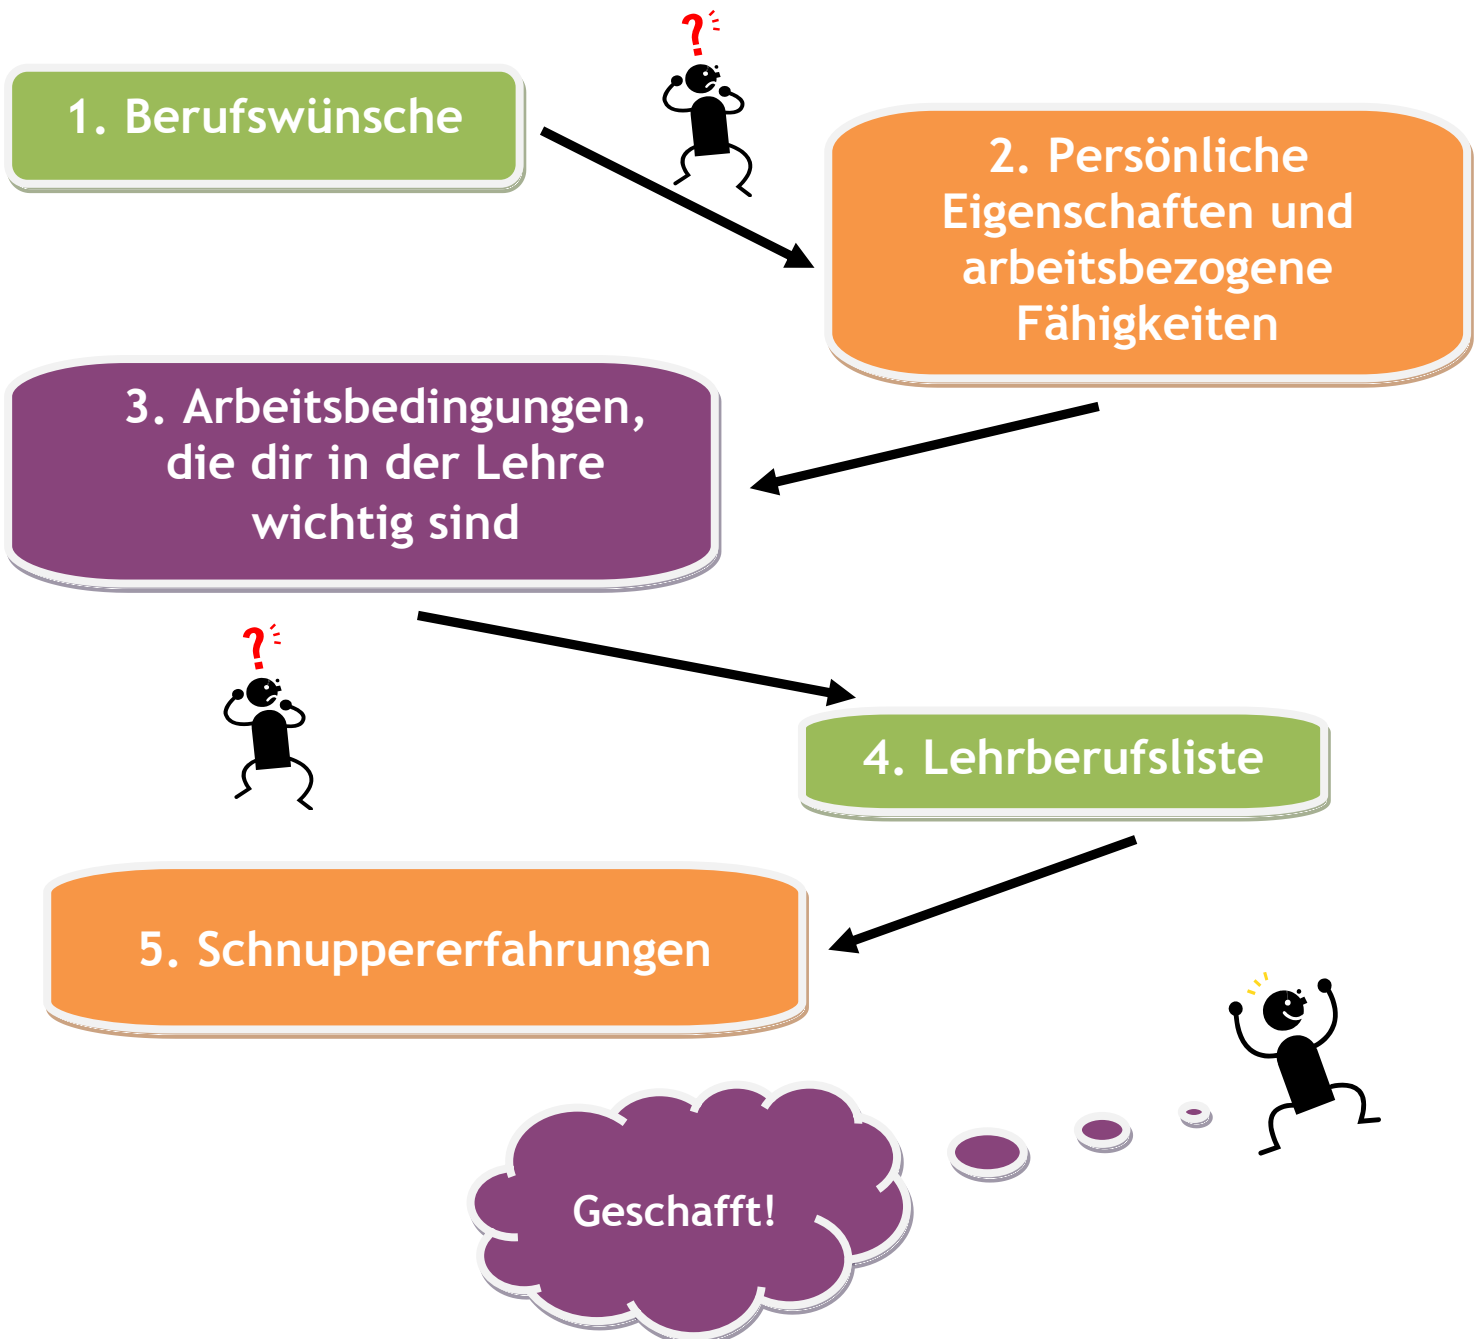 ?
1. Berufswünsche
2. Persönliche
Eigenschaften und
arbeitsbezogene
Fähigkeiten
3. Arbeitsbedingungen,
die dir in der Lehre
wichtig sind
?
4. Lehrberufsliste
5. Schnuppererfahrungen
Geschafft!